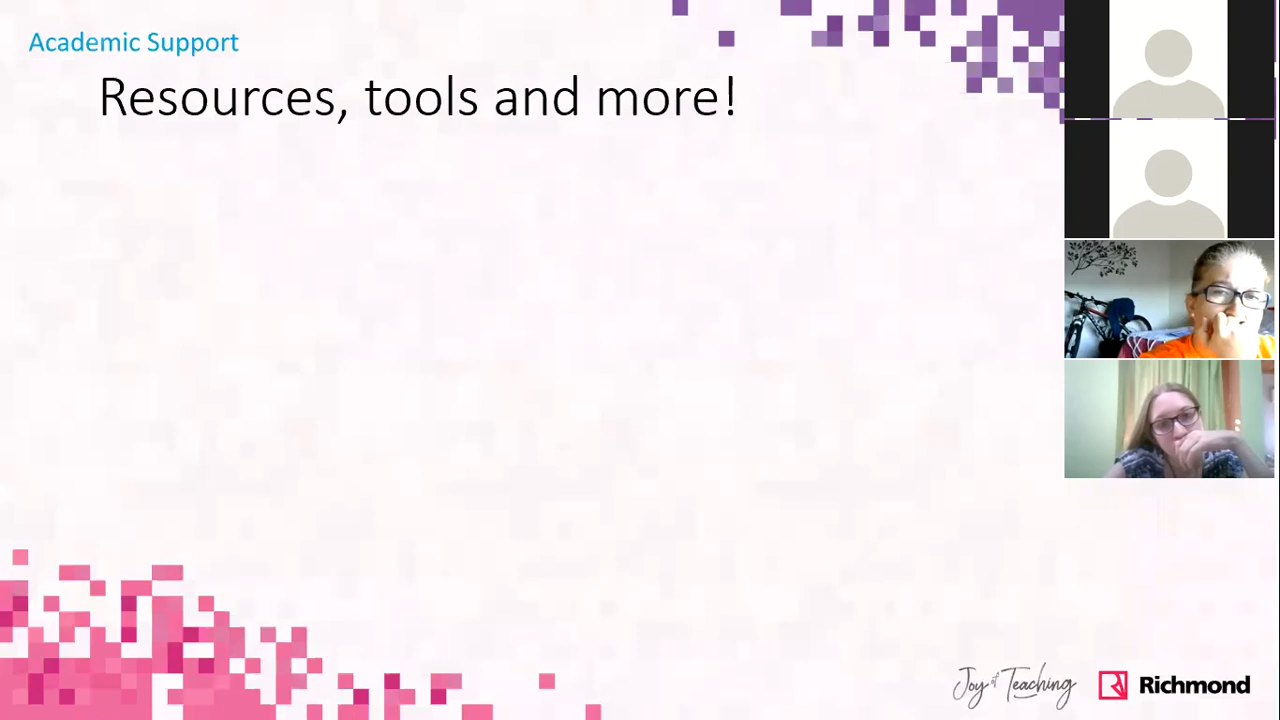 Academic Support
Resources, tools and more!
Joy of Teaching
Richmond